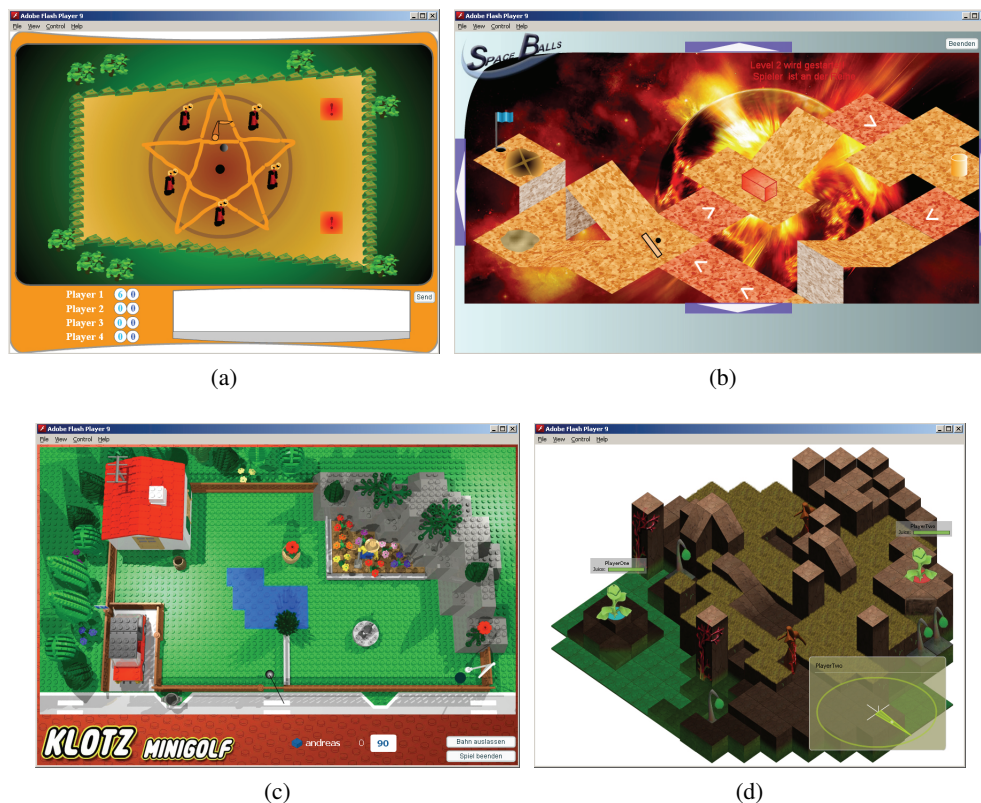 Adobe Flash Player 9
File View Control Help
Player 1 6 0
Player 2 0 0
Player 3 0 0
Player 4 0 0
Send
(a)
Adobe Flash Player 9
File View Control Help
SPACE BALLS
Beenden
Level 2 wird gestartet
Spieler ist an der Reihe
(b)
Adobe Flash Player 9
File View Control Help
KLOTZ MINIGOLF
andreas 0 90
Bahn auslassen
Spiel beenden
(c)
Adobe Flash Player 9
File View Control Help
PlayerTwo
Juice:
PlayerOne
Juice:
PlayerTwo
(d)